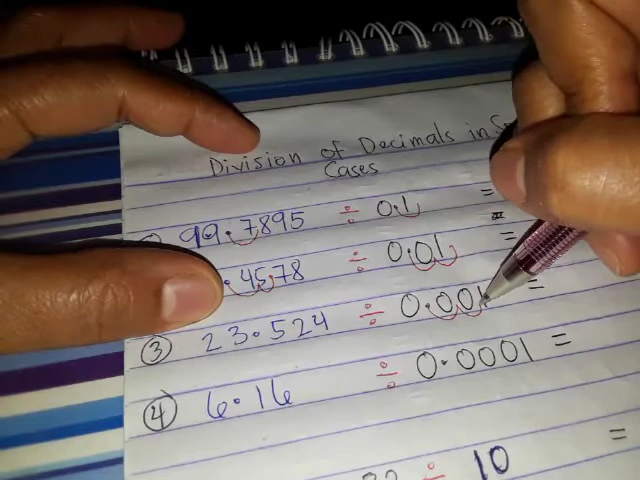 Division of Decimals in
Cases
99.7895 ÷ 0.1 =
.4578 ÷ 0.01 =
③ 23.524 ÷ 0.001 =
④ 6.16 ÷ 0.0001 =
÷ 10 =